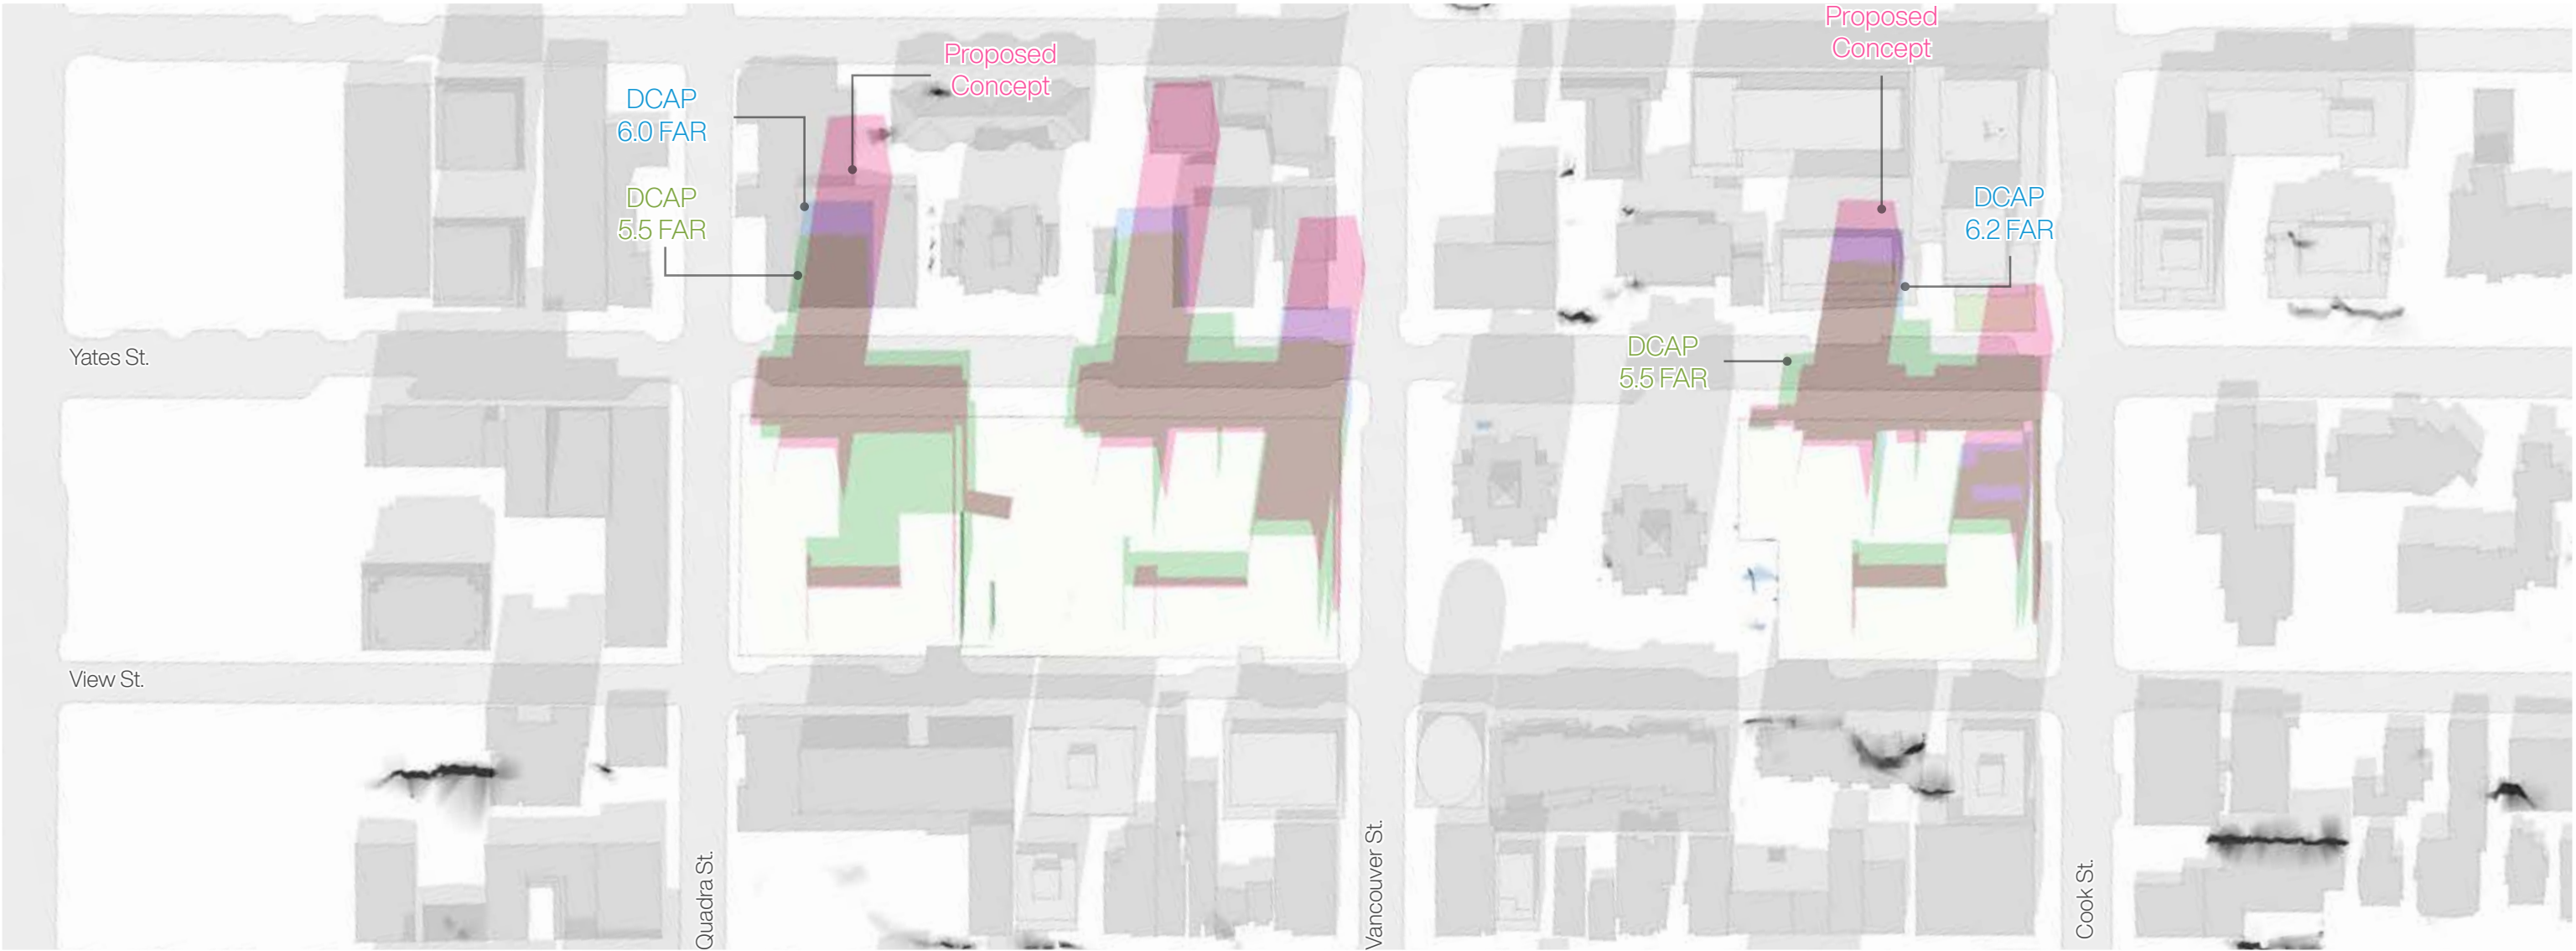 Proposed
Concept
Proposed
Concept
DCAP
6.0 FAR
DCAP
5.5 FAR
DCAP
6.2 FAR
DCAP
5.5 FAR
Yates St.
View St.
Quadra St.
Vancouver St.
Cook St.